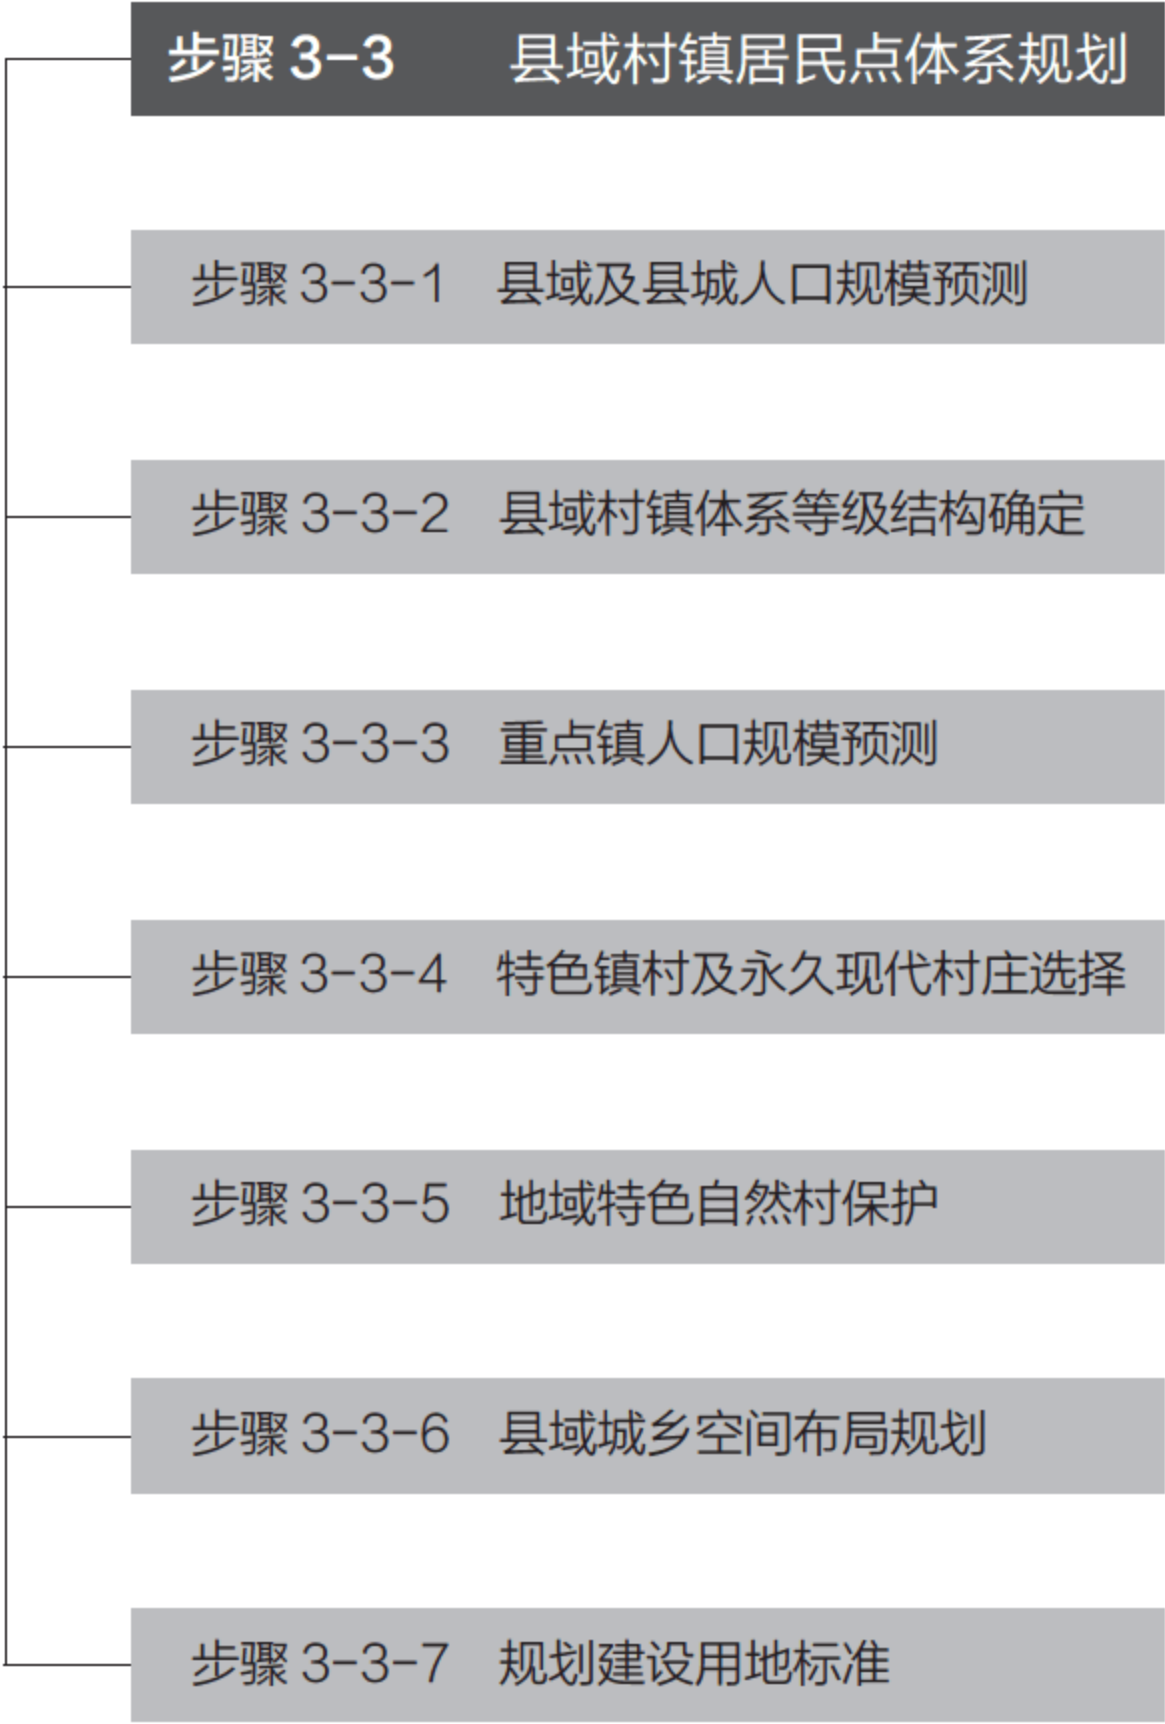 步骤 3-3 县域村镇居民点体系规划
步骤 3-3-1 县域及县城人口规模预测
步骤 3-3-2 县域村镇体系等级结构确定
步骤 3-3-3 重点镇人口规模预测
步骤 3-3-4 特色镇村及永久现代村庄选择
步骤 3-3-5 地域特色自然村保护
步骤 3-3-6 县域城乡空间布局规划
步骤 3-3-7 规划建设用地标准